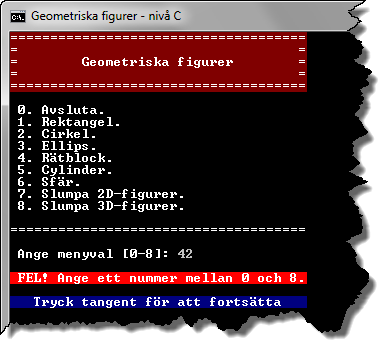 Geometriska figurer - nivå C
=====================================
=                                   =
=        Geometriska figurer        =
=                                   =
=====================================
0. Avsluta.
1. Rektangel.
2. Cirkel.
3. Ellips.
4. Rätblock.
5. Cylinder.
6. Sfär.
7. Slumpa 2D-figurer.
8. Slumpa 3D-figurer.
=====================================
Ange menyval [0-8]: 42
FEL! Ange ett nummer mellan 0 och 8.
Tryck tangent för att fortsätta